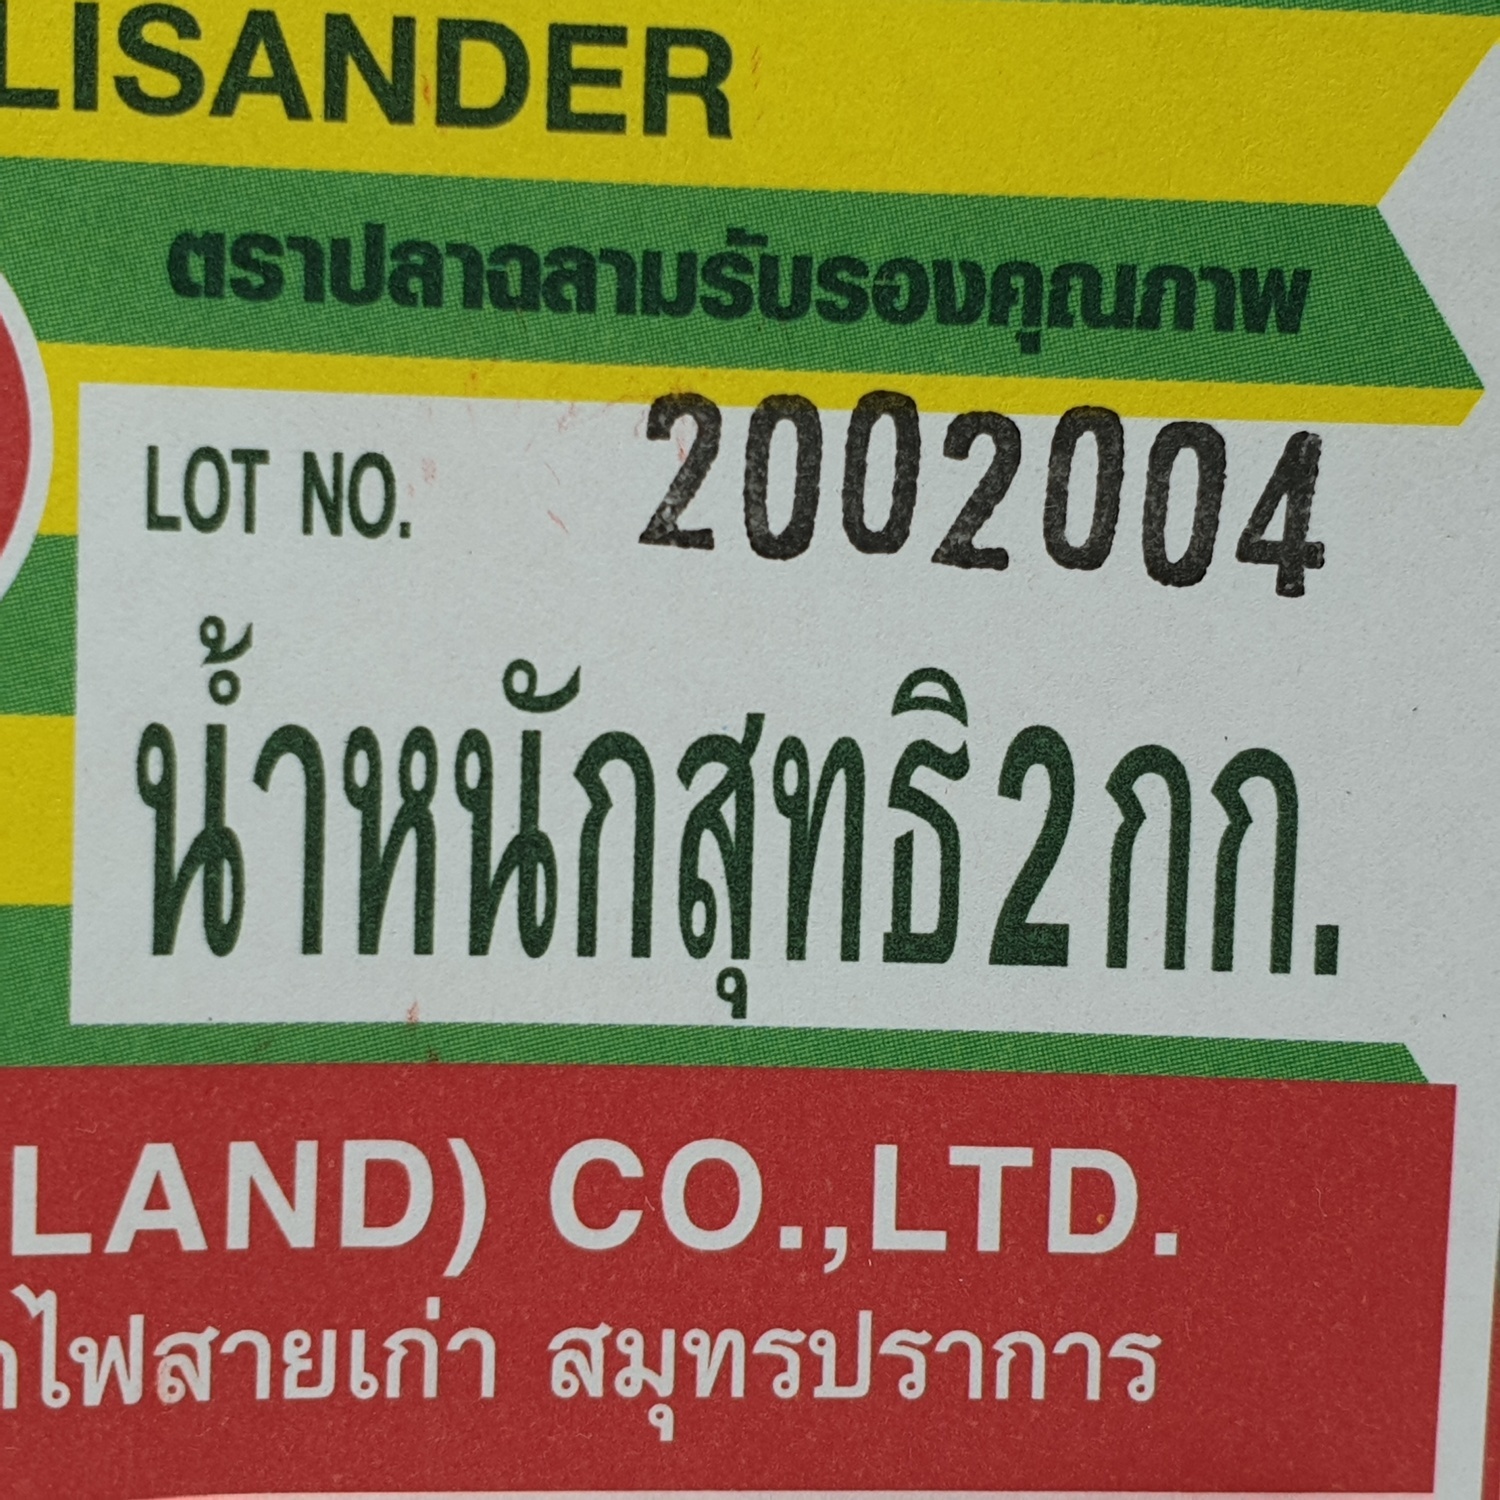 LISANDER
ตราปลาฉลามรับรองคุณภาพ
LOT NO. 2002004
น้ำหนักสุทธิ2กก.
LAND) CO.,LTD.
ไฟสายเก่า สมุทรปราการ